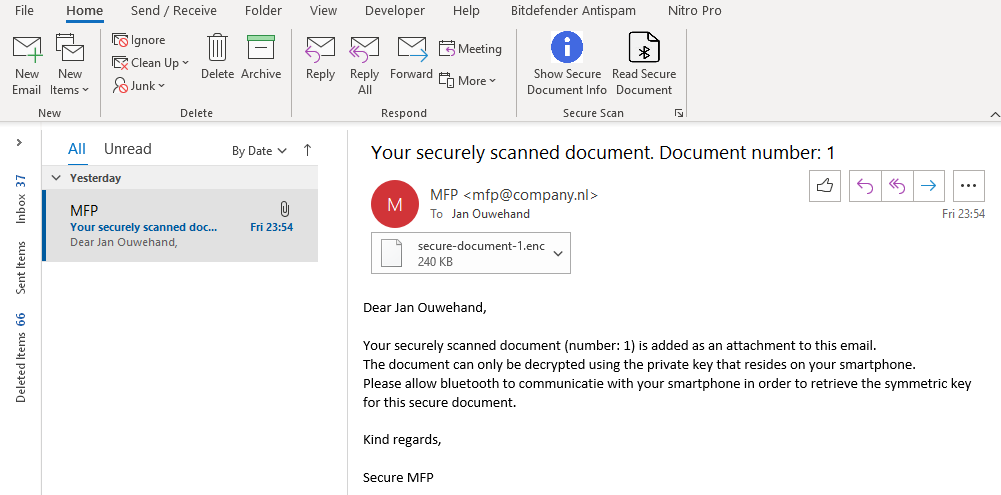 File Home Send / Receive Folder View Developer Help Bitdefender Antispam Nitro Pro
New Email
New Items
New
Ignore
Clean Up
Junk
Delete
Archive
Delete
Reply
Reply All
Forward
Meeting
More
Respond
Show Secure Document Info
Read Secure Document
Secure Scan
Inbox 37
Sent Items
Deleted Items 66
All Unread By Date
Yesterday
MFP
Your securely scanned doc... Fri 23:54
Dear Jan Ouwehand,
Your securely scanned document. Document number: 1
M
MFP <mfp@company.nl>
To Jan Ouwehand
Fri 23:54
secure-document-1.enc
240 KB
Dear Jan Ouwehand,
Your securely scanned document (number: 1) is added as an attachment to this email.
The document can only be decrypted using the private key that resides on your smartphone.
Please allow bluetooth to communicatie with your smartphone in order to retrieve the symmetric key
for this secure document.
Kind regards,
Secure MFP